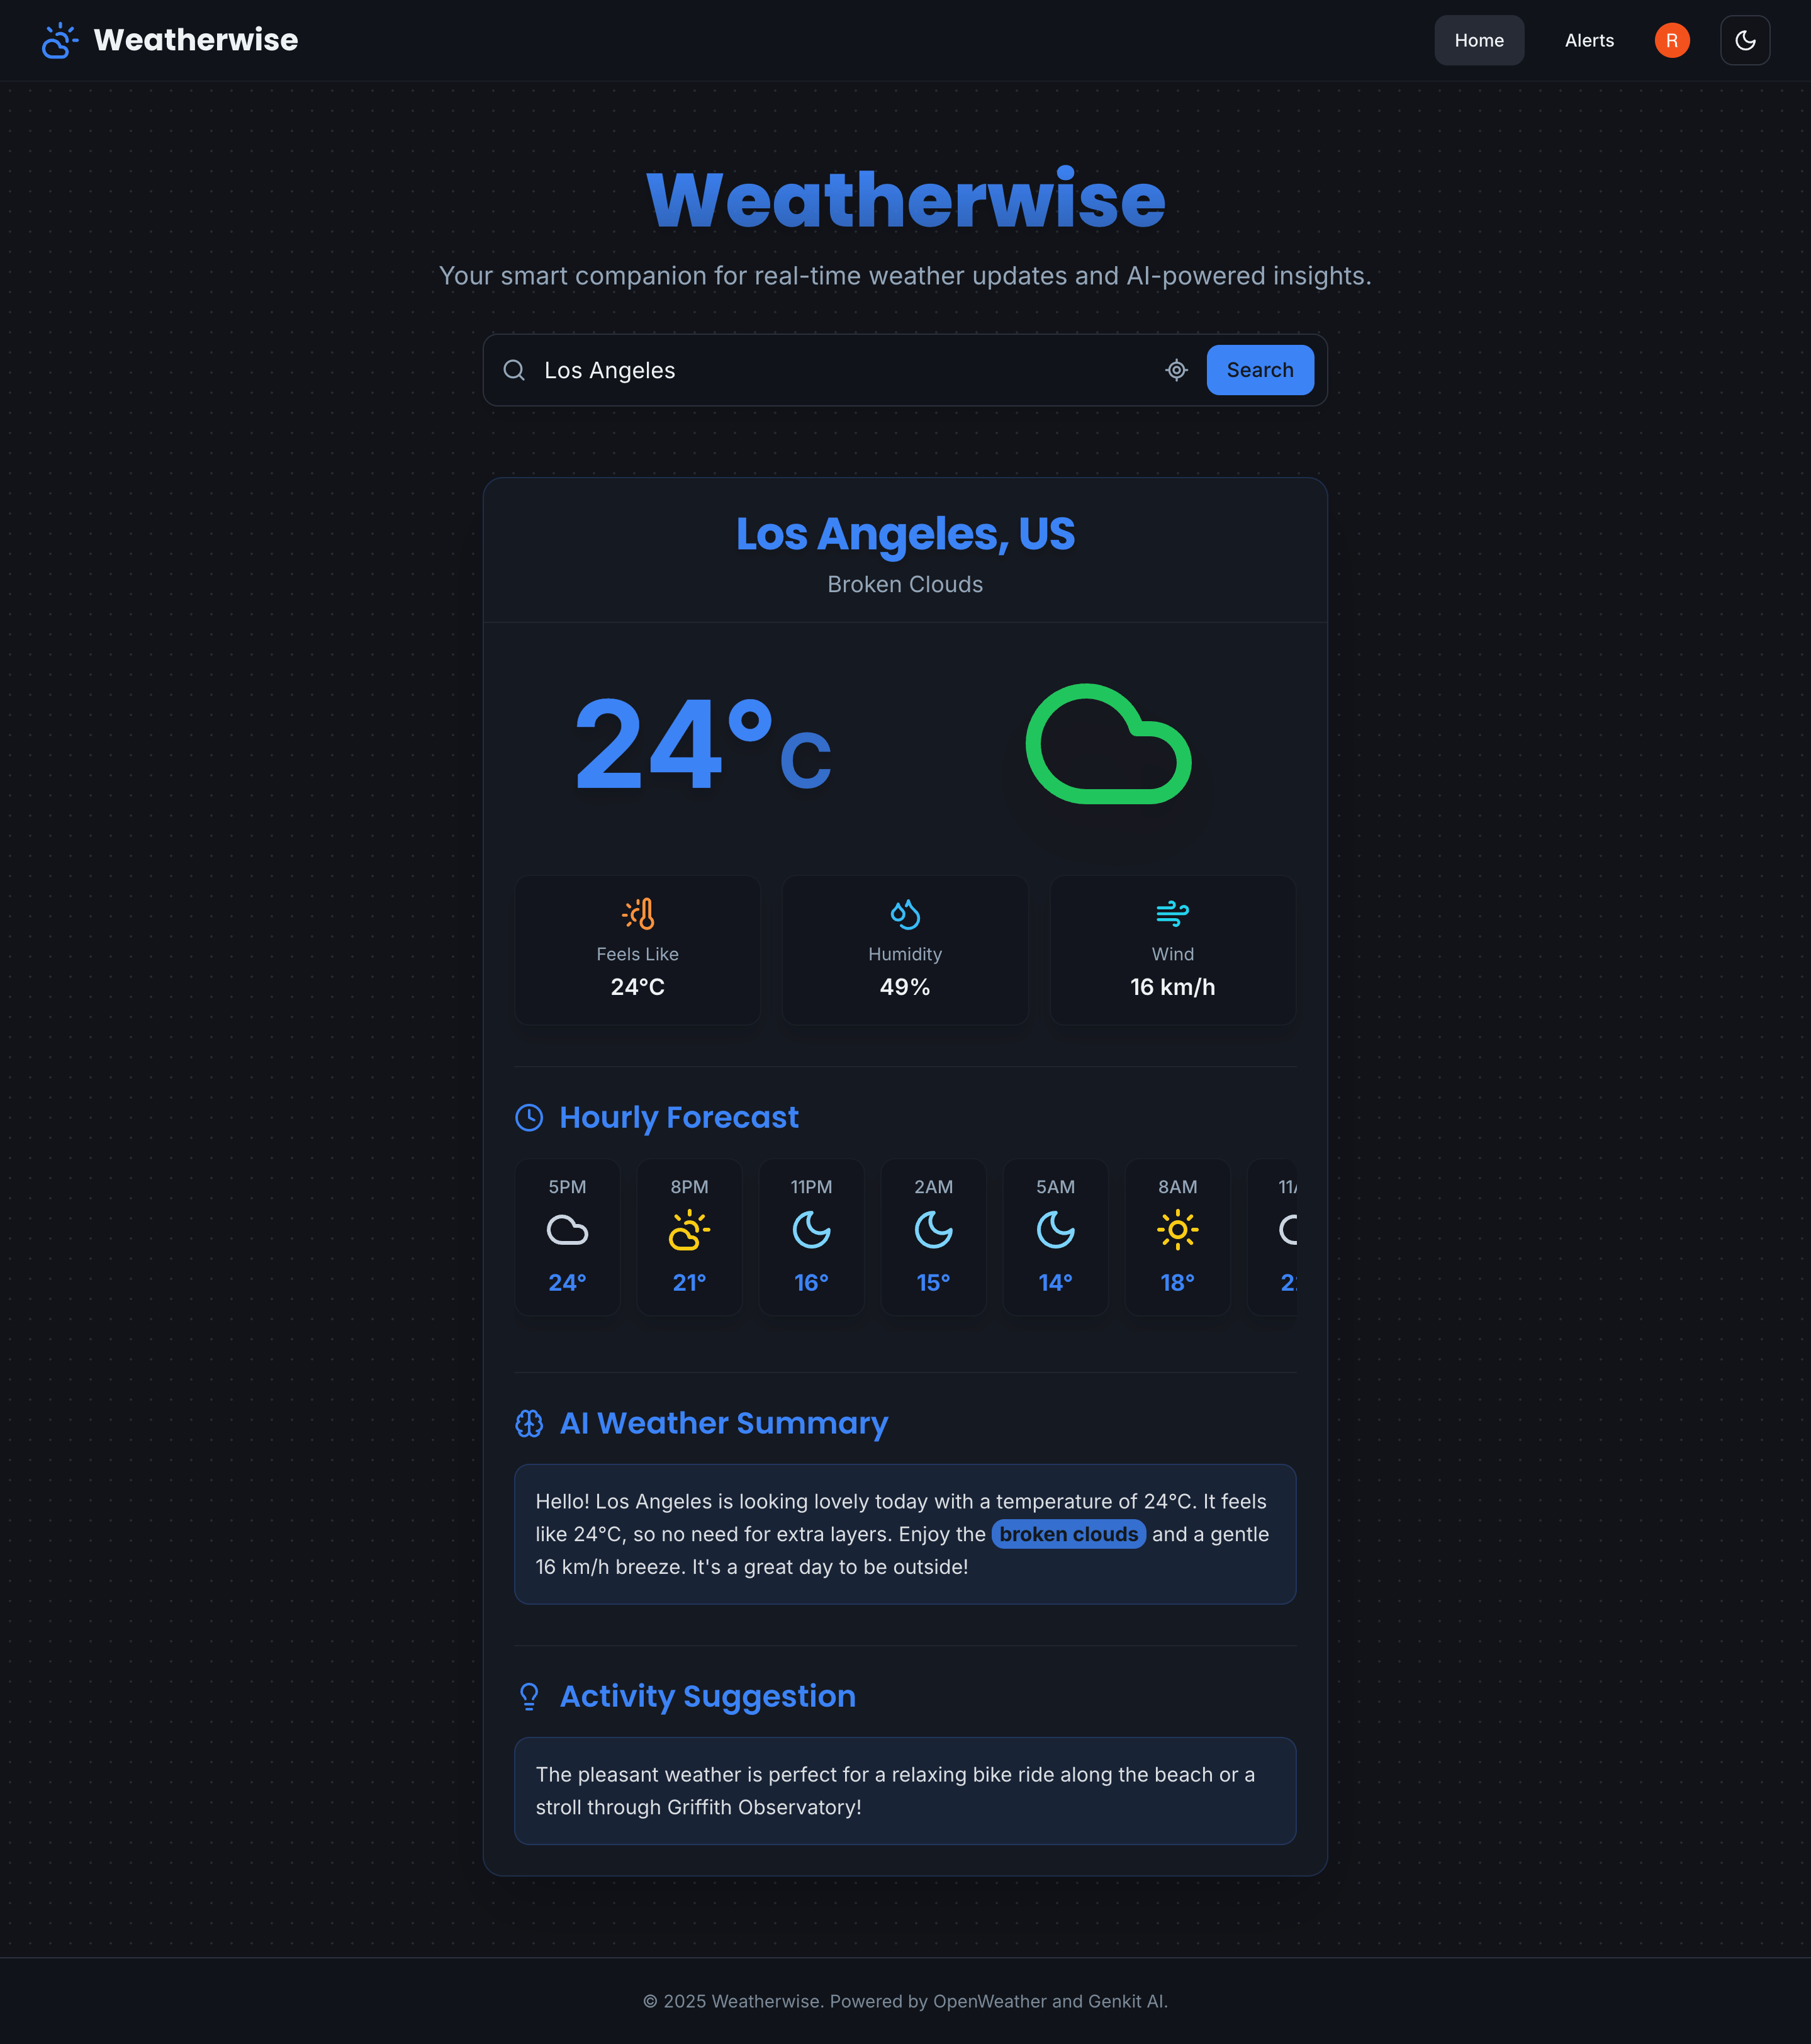 Weatherwise
Home
Alerts
R
Weatherwise
Your smart companion for real-time weather updates and AI-powered insights.
Los Angeles
Search
Los Angeles, US
Broken Clouds
24°C
Feels Like
24°C
Humidity
49%
Wind
16 km/h
Hourly Forecast
5PM
24°
8PM
21°
11PM
16°
2AM
15°
5AM
14°
8AM
18°
AI Weather Summary
Hello! Los Angeles is looking lovely today with a temperature of 24°C. It feels
like 24°C, so no need for extra layers. Enjoy the broken clouds and a gentle
16 km/h breeze. It's a great day to be outside!
Activity Suggestion
The pleasant weather is perfect for a relaxing bike ride along the beach or a
stroll through Griffith Observatory!
© 2025 Weatherwise. Powered by OpenWeather and Genkit AI.